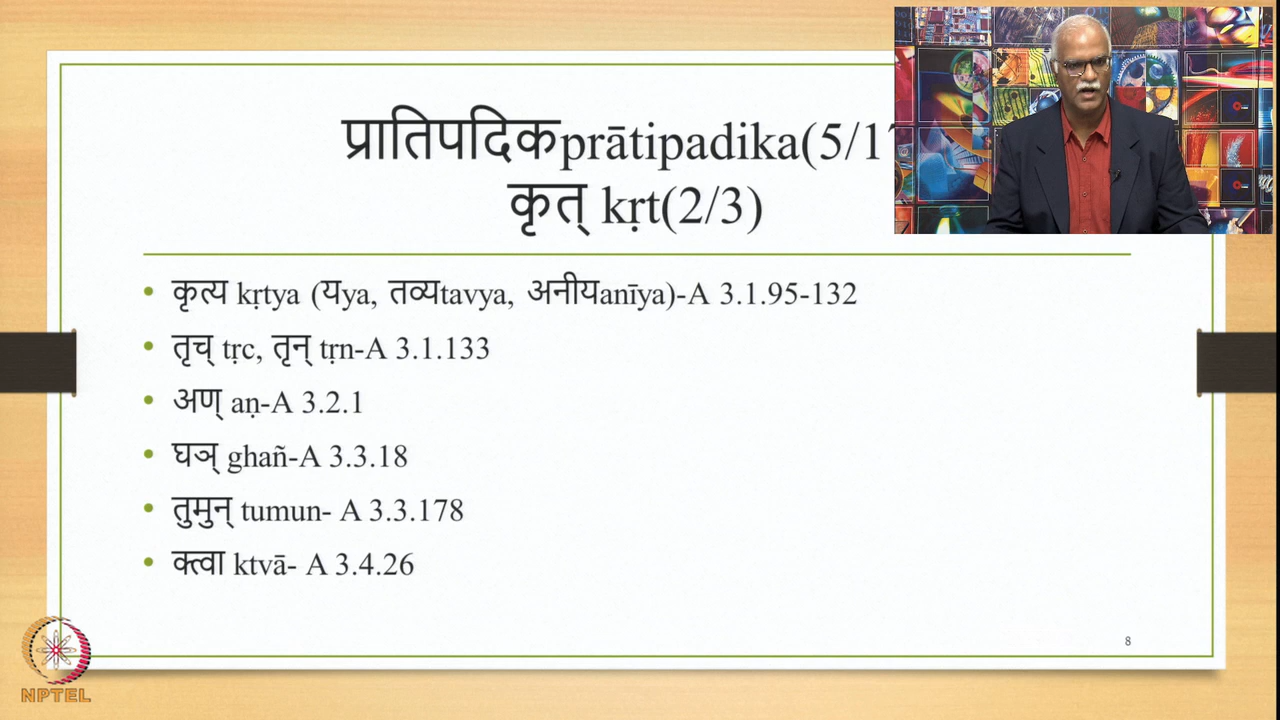 प्रातिपदिकprātipadika(5/1
कृत् kṛt(2/3)
• कृत्य kṛtya (यya, तव्यtavya, अनीयanīya)-A 3.1.95-132
• तृच् tṛc, तृन् tṛn-A 3.1.133
• अण् aṇ-A 3.2.1
• घञ् ghañ-A 3.3.18
• तुमुन् tumun- A 3.3.178
• क्त्वा ktvā- A 3.4.26
8
NPTEL